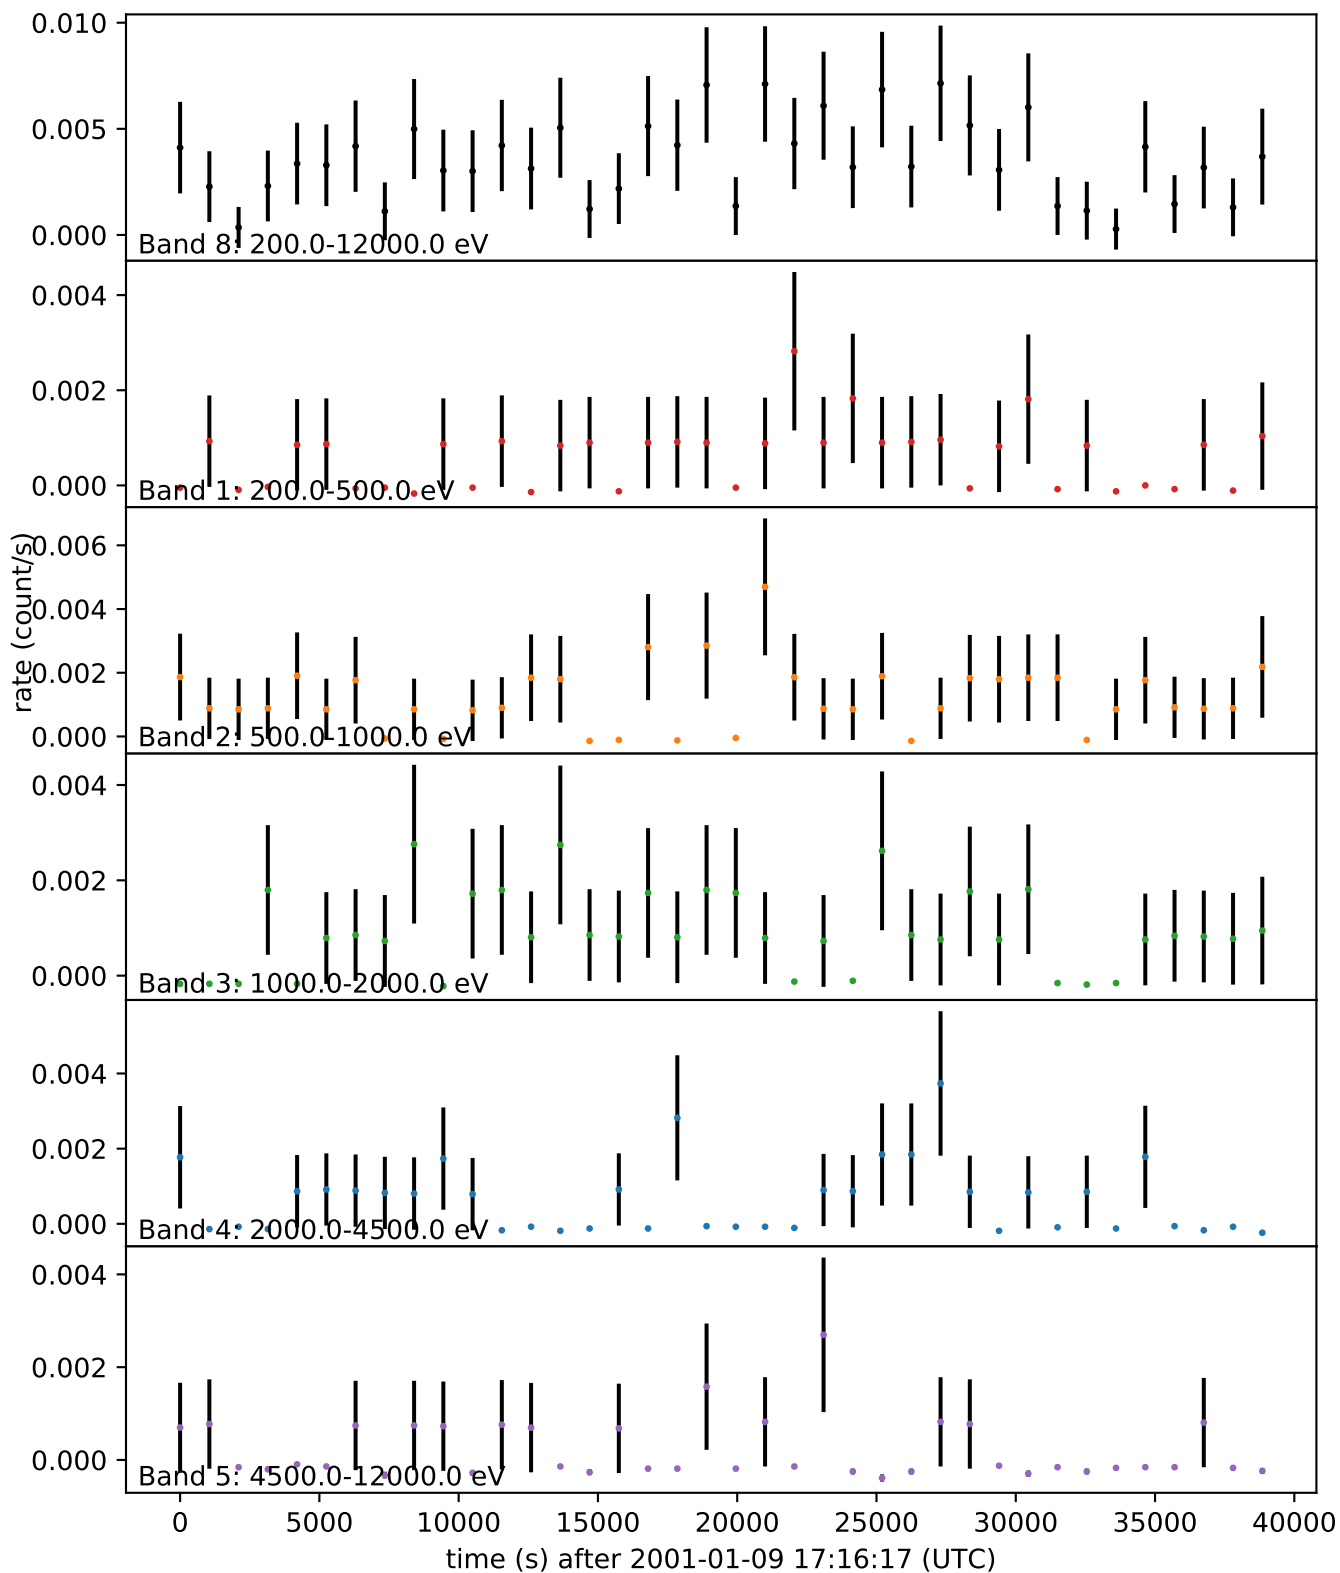 0.010
0.005
0.000
Band 8: 200.0-12000.0 eV
0.004
0.002
0.000
Band 1: 200.0-500.0 eV
rate (count/s)
0.006
0.004
0.002
0.000
Band 2: 500.0-1000.0 eV
0.004
0.002
0.000
Band 3: 1000.0-2000.0 eV
0.004
0.002
0.000
Band 4: 2000.0-4500.0 eV
0.004
0.002
0.000
Band 5: 4500.0-12000.0 eV
0 5000 10000 15000 20000 25000 30000 35000 40000
time (s) after 2001-01-09 17:16:17 (UTC)